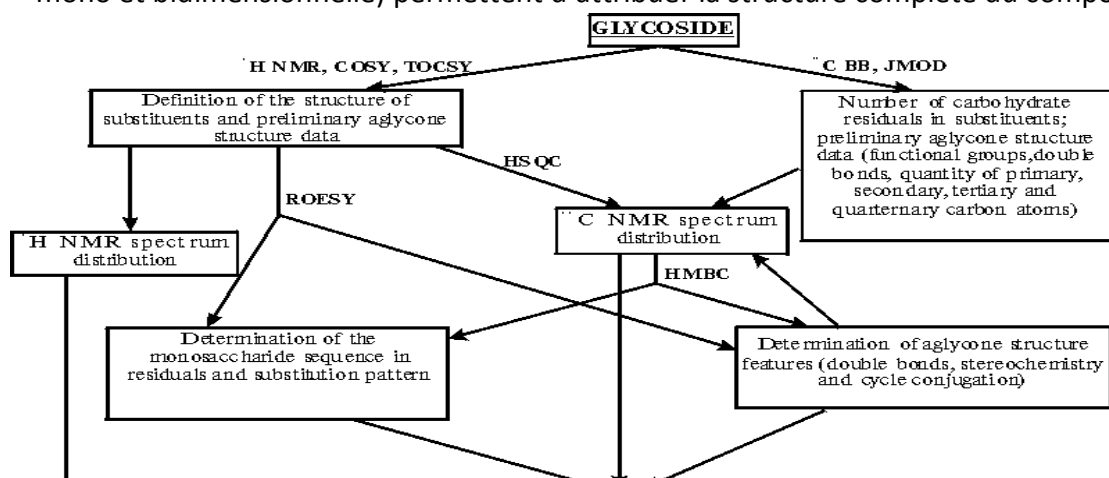 mono et bidimensionnelle) permettent d'attribuer la structure complète du compo
GLYCOSIDE
¨H NMR, COSY, TOCSY
¨C BB, JMOD
Definition of the structure of
substituents and preliminary aglycone
structure data
Number of carbohydrate
residuals in substituents;
preliminary aglycone structure
data (functional groups,double
bonds, quantity of primary,
secondary, tertiary and
quarternary carbon atoms)
HSQC
ROESY
¨H NMR spectrum
distribution
¨C NMR spectrum
distribution
HMBC
Determination of the
monosaccharide sequence in
residuals and substitution pattern
Determination of aglycone structure
features (double bonds, stereochemistry
and cycle conjugation)